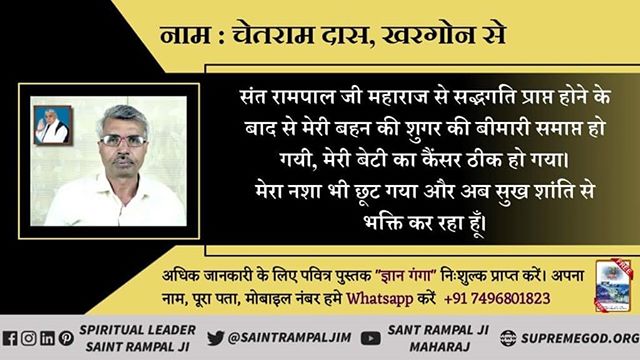 नाम : चेतराम दास, खरगोन से
संत रामपाल जी महाराज से सद्भगति प्राप्त होने के
बाद से मेरी बहन की शुगर की बीमारी समाप्त हो
गयी, मेरी बेटी का कैंसर ठीक हो गया।
मेरा नशा भी छूट गया और अब सुख शांति से
भक्ति कर रहा हूँ।
अधिक जानकारी के लिए पवित्र पुस्तक "ज्ञान गंगा" निःशुल्क प्राप्त करें। अपना
नाम, पूरा पता, मोबाइल नंबर हमे Whatsapp करें +91 7496801823
FREE
SPIRITUAL LEADER
SAINT RAMPAL JI
@SAINTRAMPALJIM
SANT RAMPAL JI
MAHARAJ
SUPREMEGOD.ORG